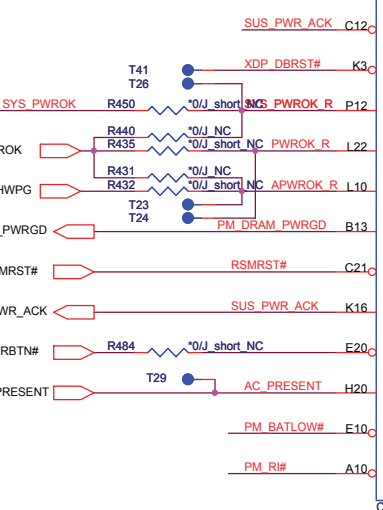 SUS_PWR_ACK C12
T41 XDP_DBRST# K3
T26
SYS_PWROK R450 *0/J_short_NC SYS_PWROK_R P12
R440 *0/J_NC
ROK R435 *0/J_short_NC PWROK_R L22
R431 *0/J_NC
HWPG R432 *0/J_short_NC APWROK_R L10
T23
T24
_PWRGD PM_DRAM_PWRGD B13
MRST# RSMRST# C21
WR_ACK SUS_PWR_ACK K16
RBTN# R484 *0/J_short_NC E20
T29
PRESENT AC_PRESENT H20
PM_BATLOW# E10
PM_RI# A10